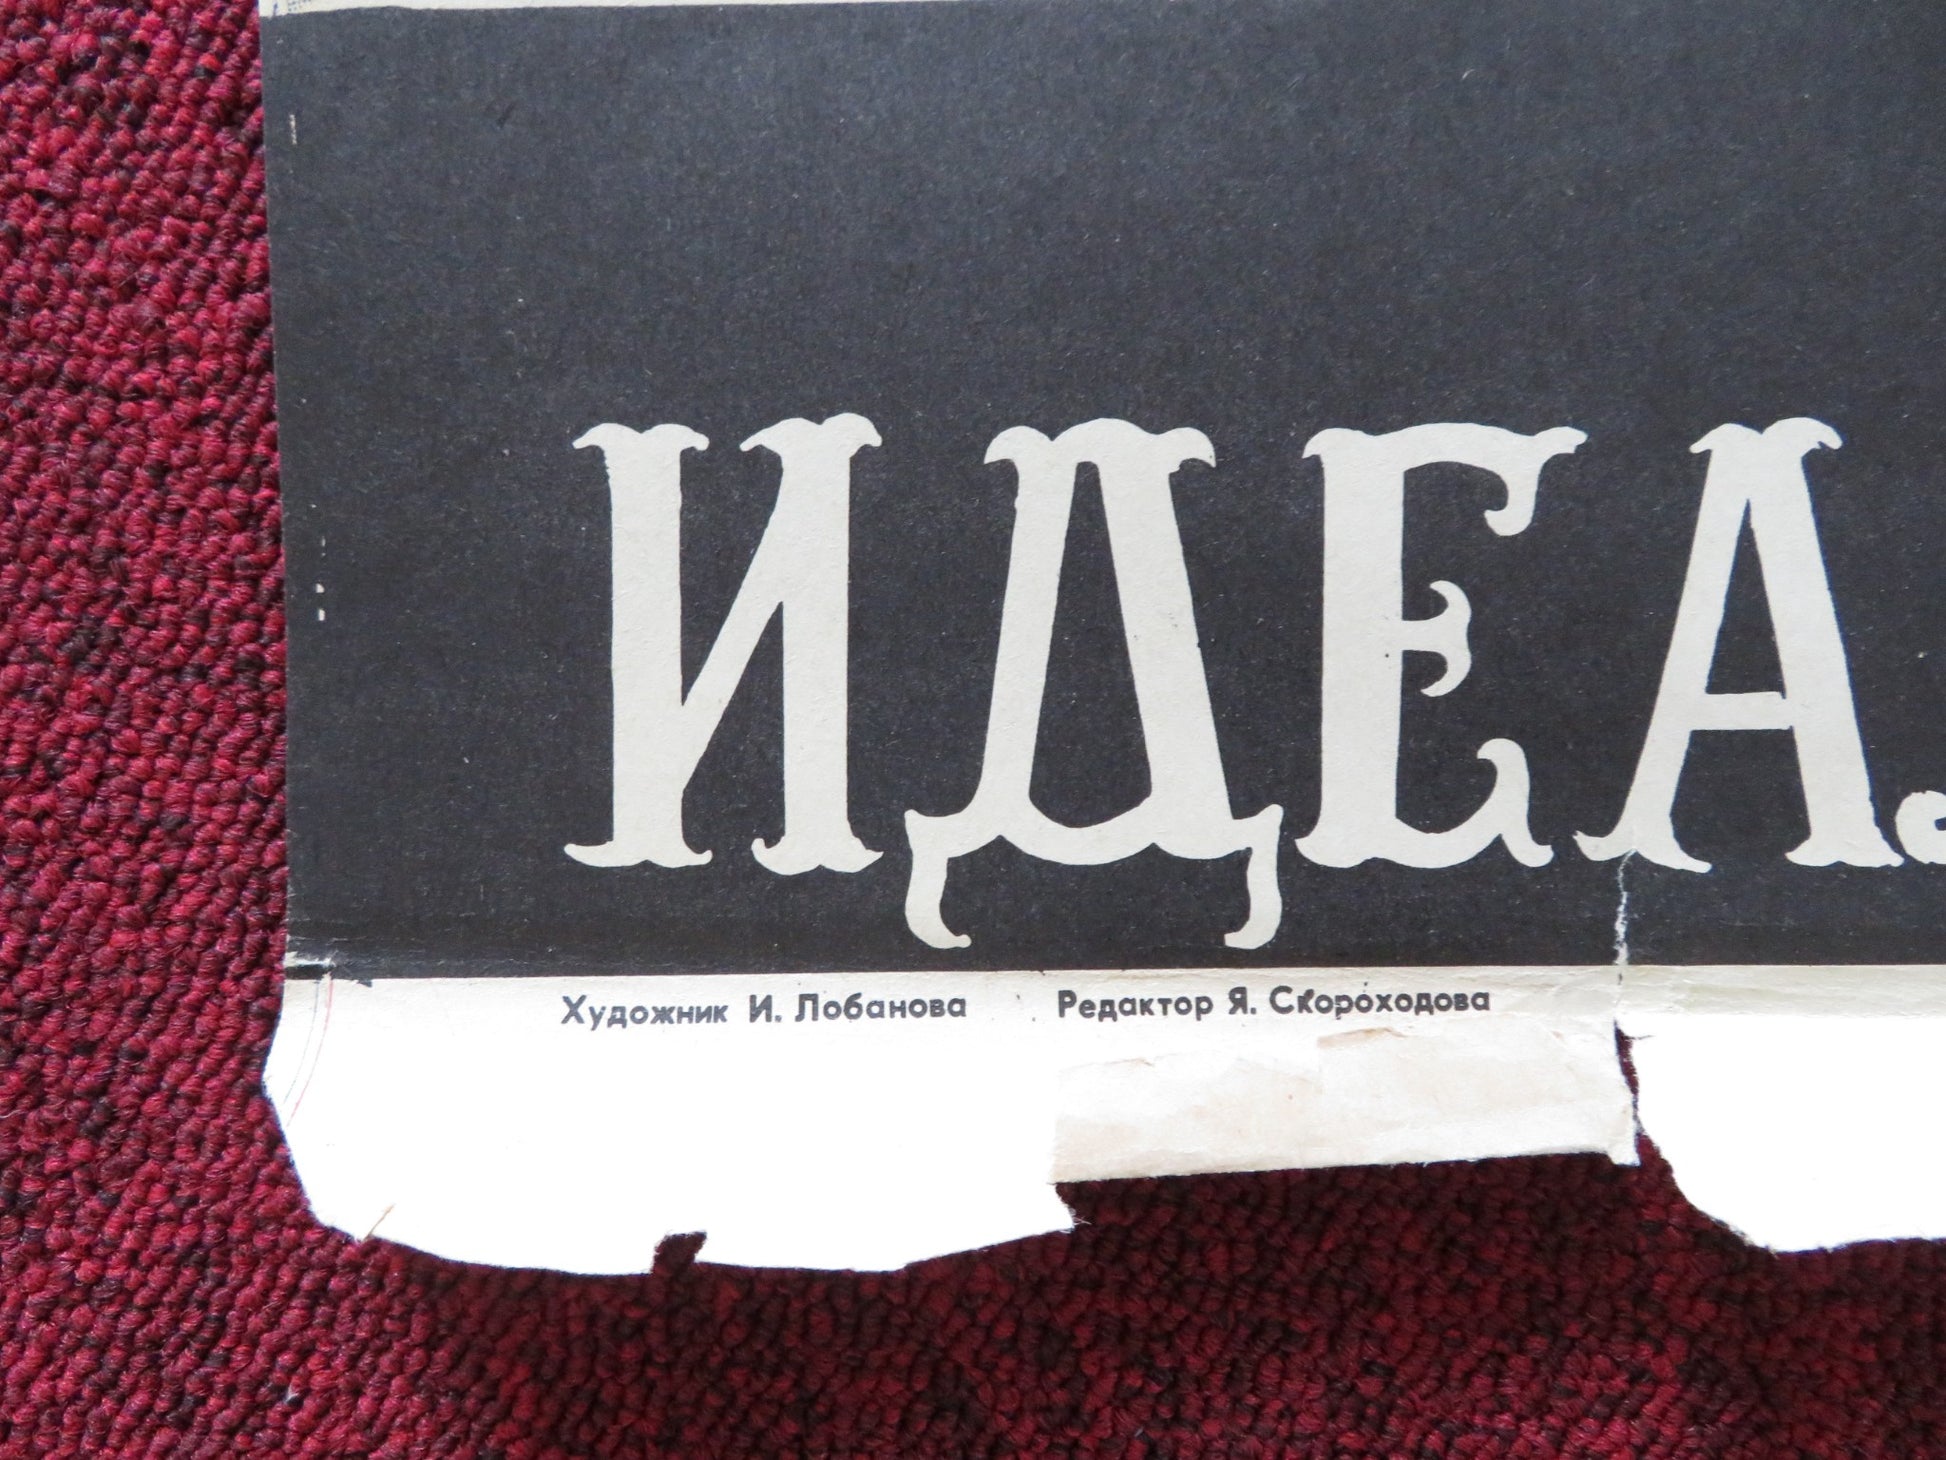 ИДЕА
Художник И. Лобанова Редактор Я. Скороходова